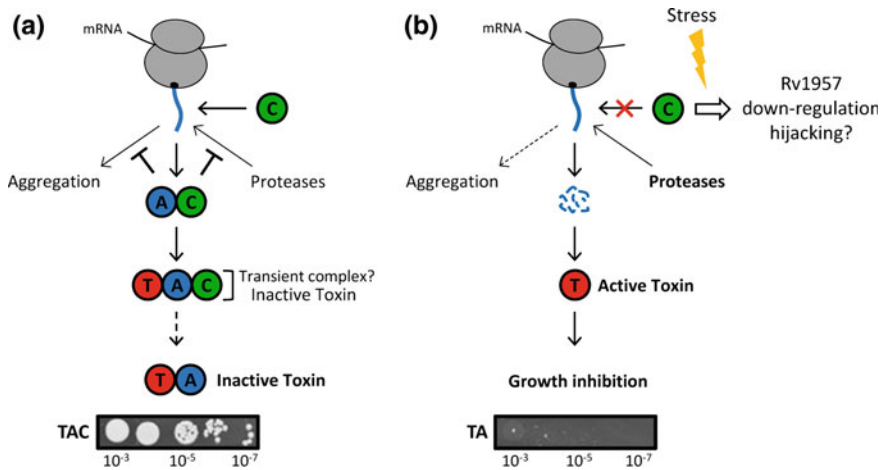 (a)
mRNA
C
Aggregation
Proteases
A C
T A C
Transient complex?
Inactive Toxin
T A
Inactive Toxin
TAC
10-3 10-5 10-7
(b)
mRNA
Stress
C
Rv1957
down-regulation
hijacking?
Aggregation
Proteases
T
Active Toxin
Growth inhibition
TA
10-3 10-5 10-7